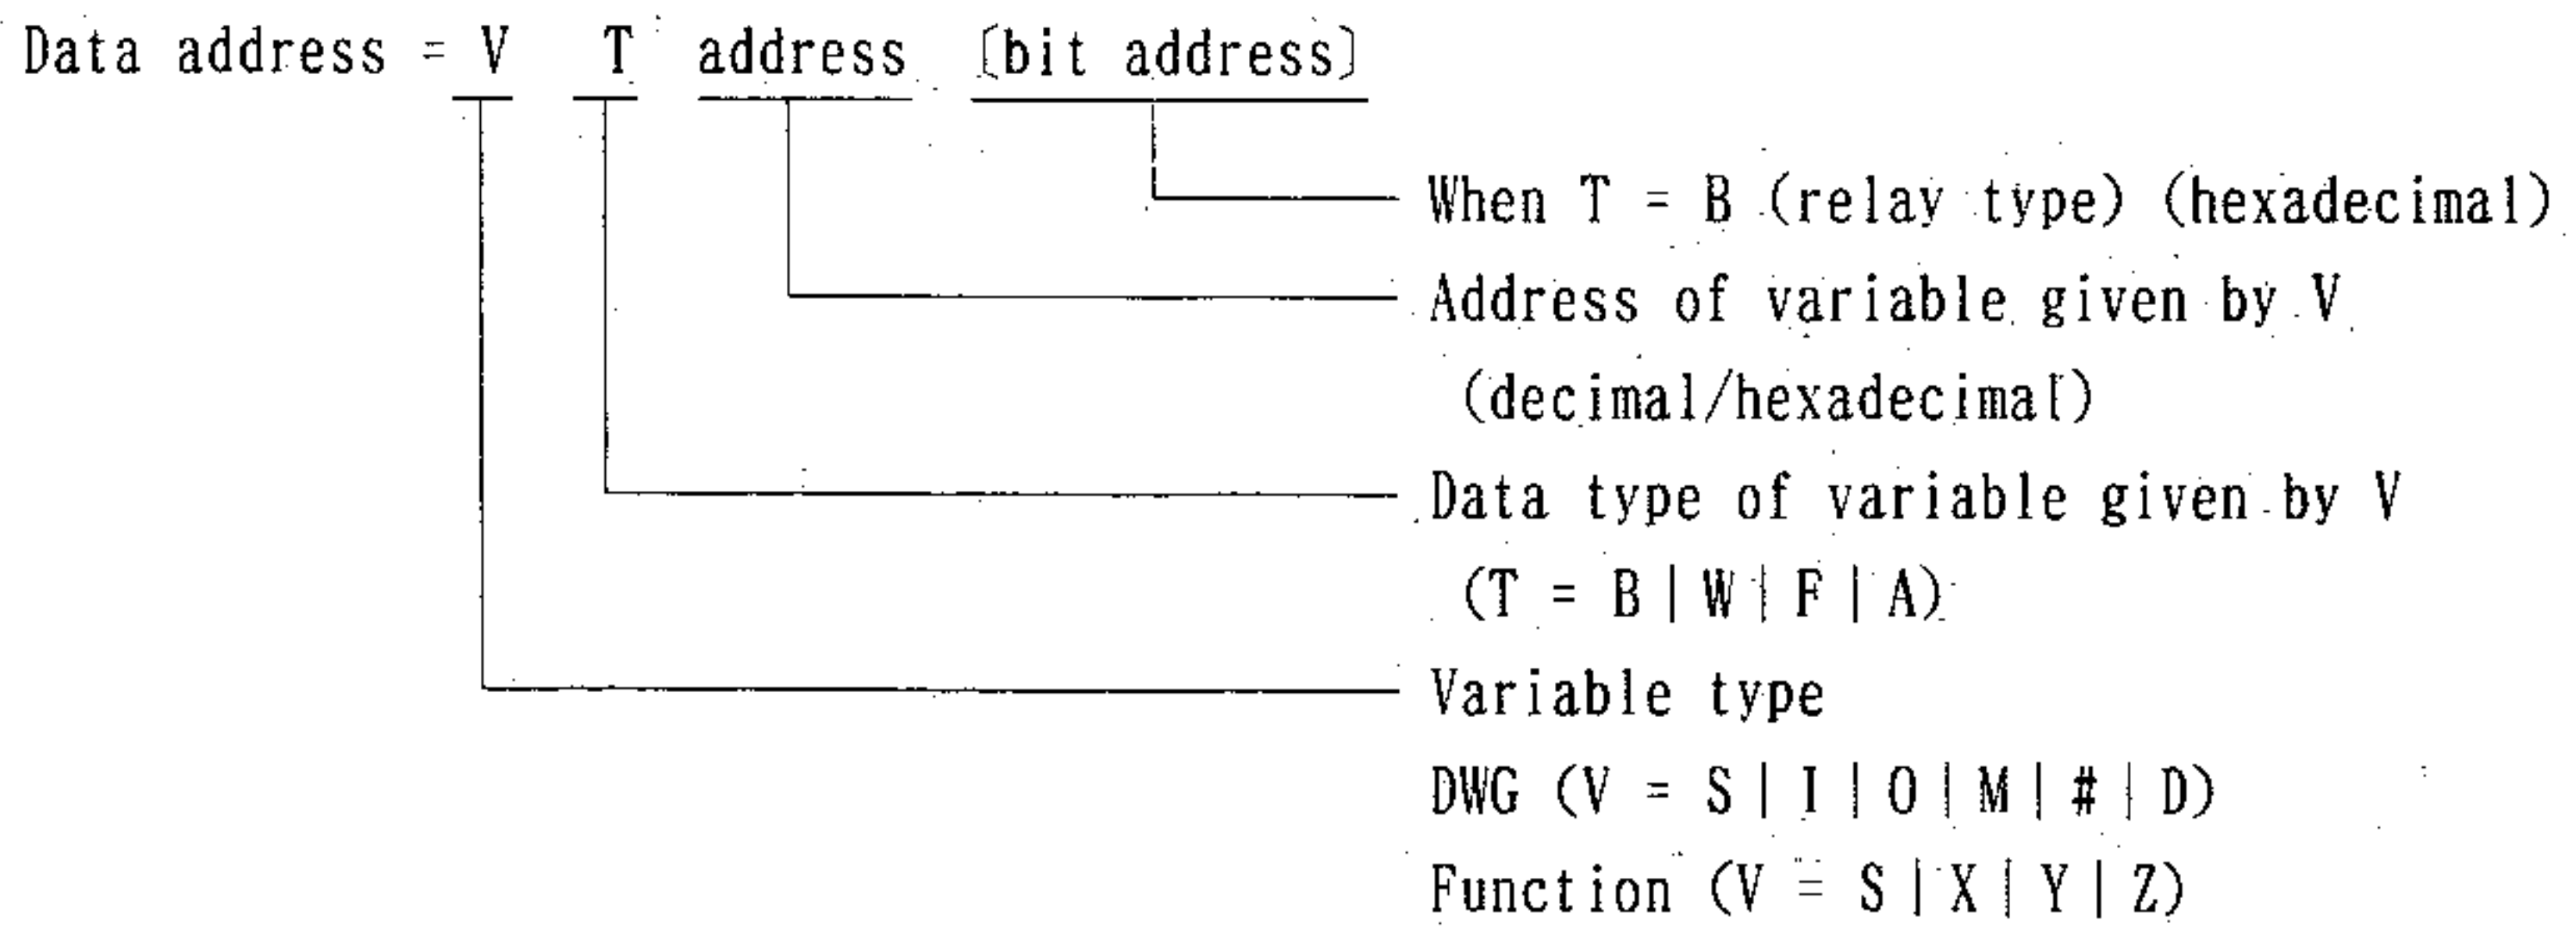 Data address = V T address 〔bit address〕
When T = B (relay type) (hexadecimal)
Address of variable given by V
(decimal/hexadecimal)
Data type of variable given by V
(T = B | W | F | A)
Variable type
DWG (V = S | I | O | M | # | D)
Function (V = S | X | Y | Z)